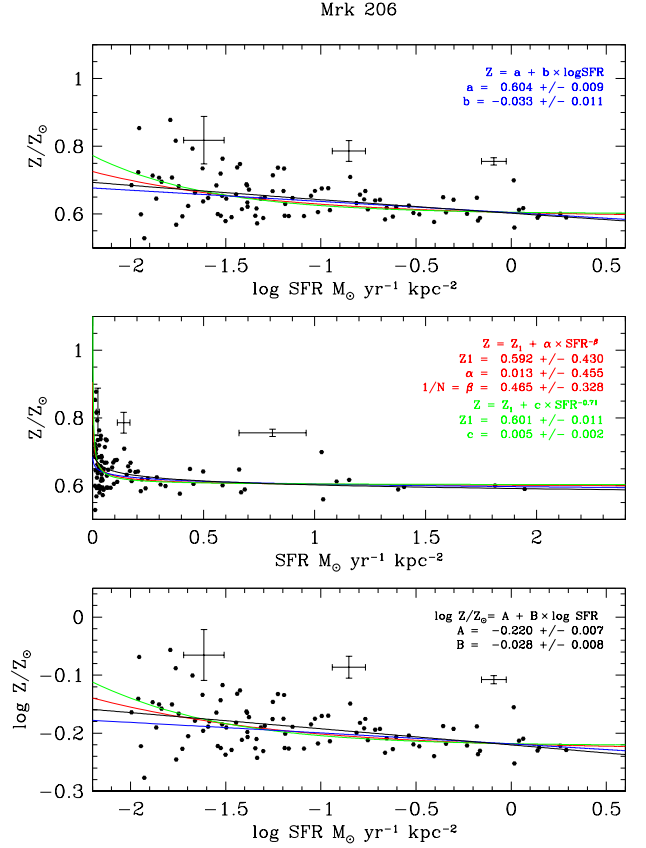 Mrk 206
1
0.8
0.6
Z/Z⊙
Z = a + b × logSFR
a = 0.604 +/− 0.009
b = −0.033 +/− 0.011
−2 −1.5 −1 −0.5 0 0.5
log SFR M⊙ yr⁻¹ kpc⁻²
1
0.8
0.6
Z/Z⊙
Z = Z₁ + α × SFR^−β
Z1 = 0.592 +/− 0.430
α = 0.013 +/− 0.455
1/N = β = 0.465 +/− 0.328
Z = Z₁ + c × SFR^−0.71
Z1 = 0.601 +/− 0.011
c = 0.005 +/− 0.002
0 0.5 1 1.5 2
SFR M⊙ yr⁻¹ kpc⁻²
0
−0.1
−0.2
−0.3
log Z/Z⊙
log Z/Z⊙= A + B × log SFR
A = −0.220 +/− 0.007
B = −0.028 +/− 0.008
−2 −1.5 −1 −0.5 0 0.5
log SFR M⊙ yr⁻¹ kpc⁻²